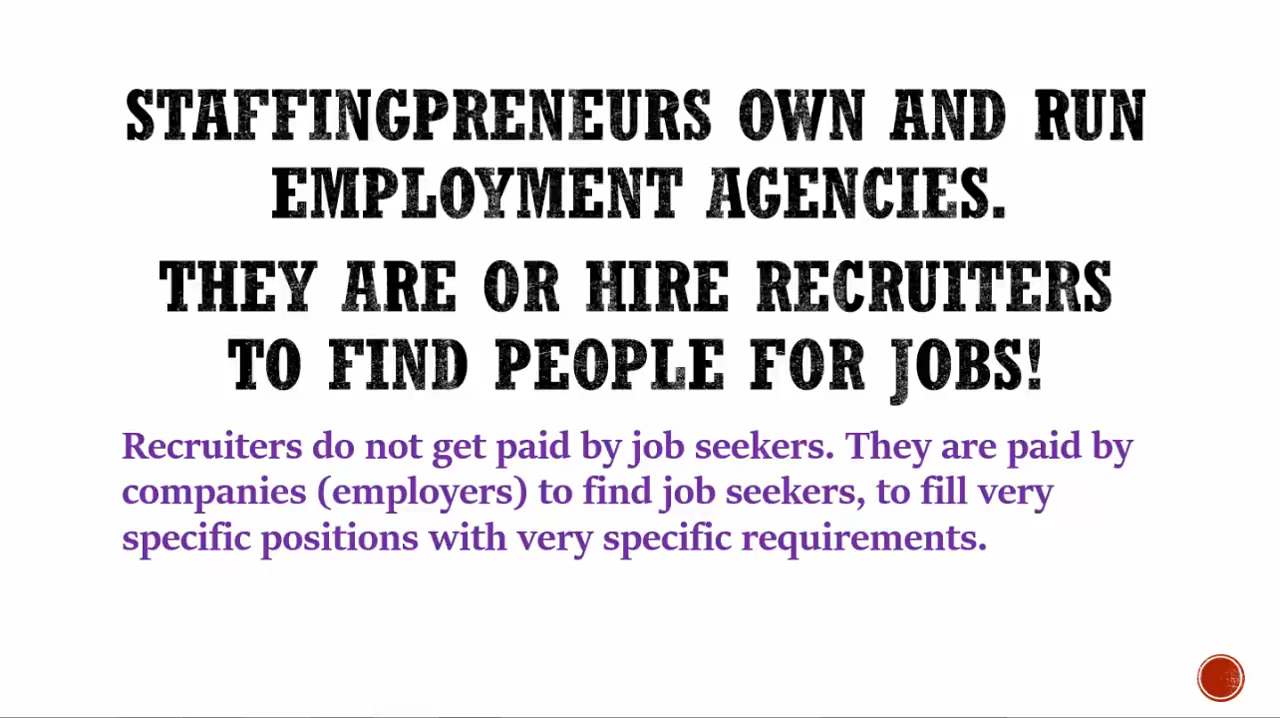 STAFFINGPRENEURS OWN AND RUN
EMPLOYMENT AGENCIES.
THEY ARE OR HIRE RECRUITERS
TO FIND PEOPLE FOR JOBS!
Recruiters do not get paid by job seekers. They are paid by
companies (employers) to find job seekers, to fill very
specific positions with very specific requirements.